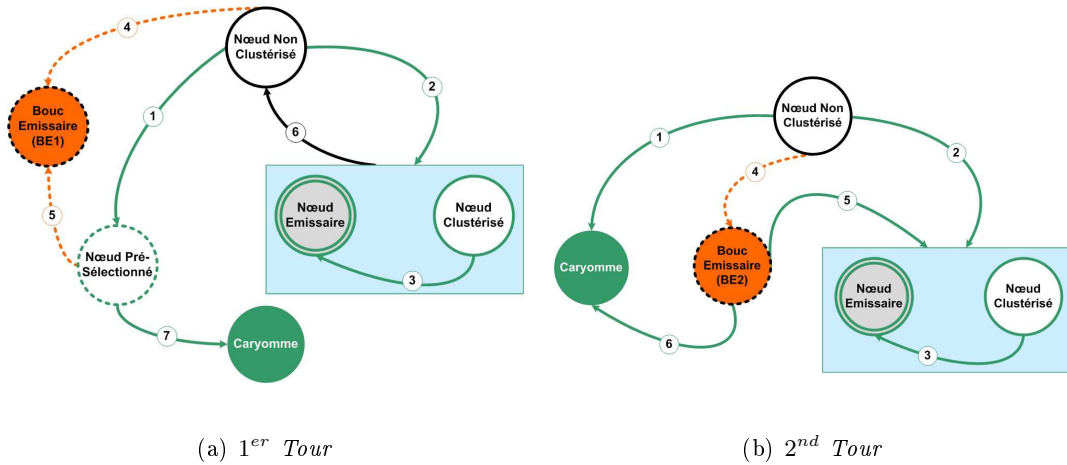 4
Nœud Non
Clustérisé
2
1
Bouc
Emissaire
(BE1)
6
5
Nœud
Emissaire
Nœud
Clustérisé
3
Nœud Pré-
Sélectionné
7
Caryomme
(a) 1er Tour
Nœud Non
Clustérisé
1
2
4
5
Caryomme
Bouc
Emissaire
(BE2)
Nœud
Emissaire
Nœud
Clustérisé
6
3
(b) 2nd Tour